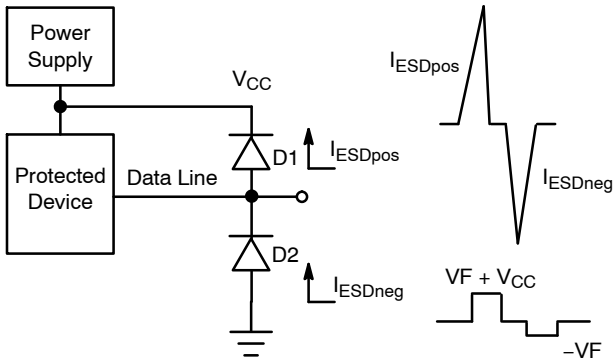 Power
Supply
V_CC
I_ESDpos
D1
I_ESDpos
Protected
Device
Data Line
I_ESDneg
D2
I_ESDneg
VF + V_CC
−VF